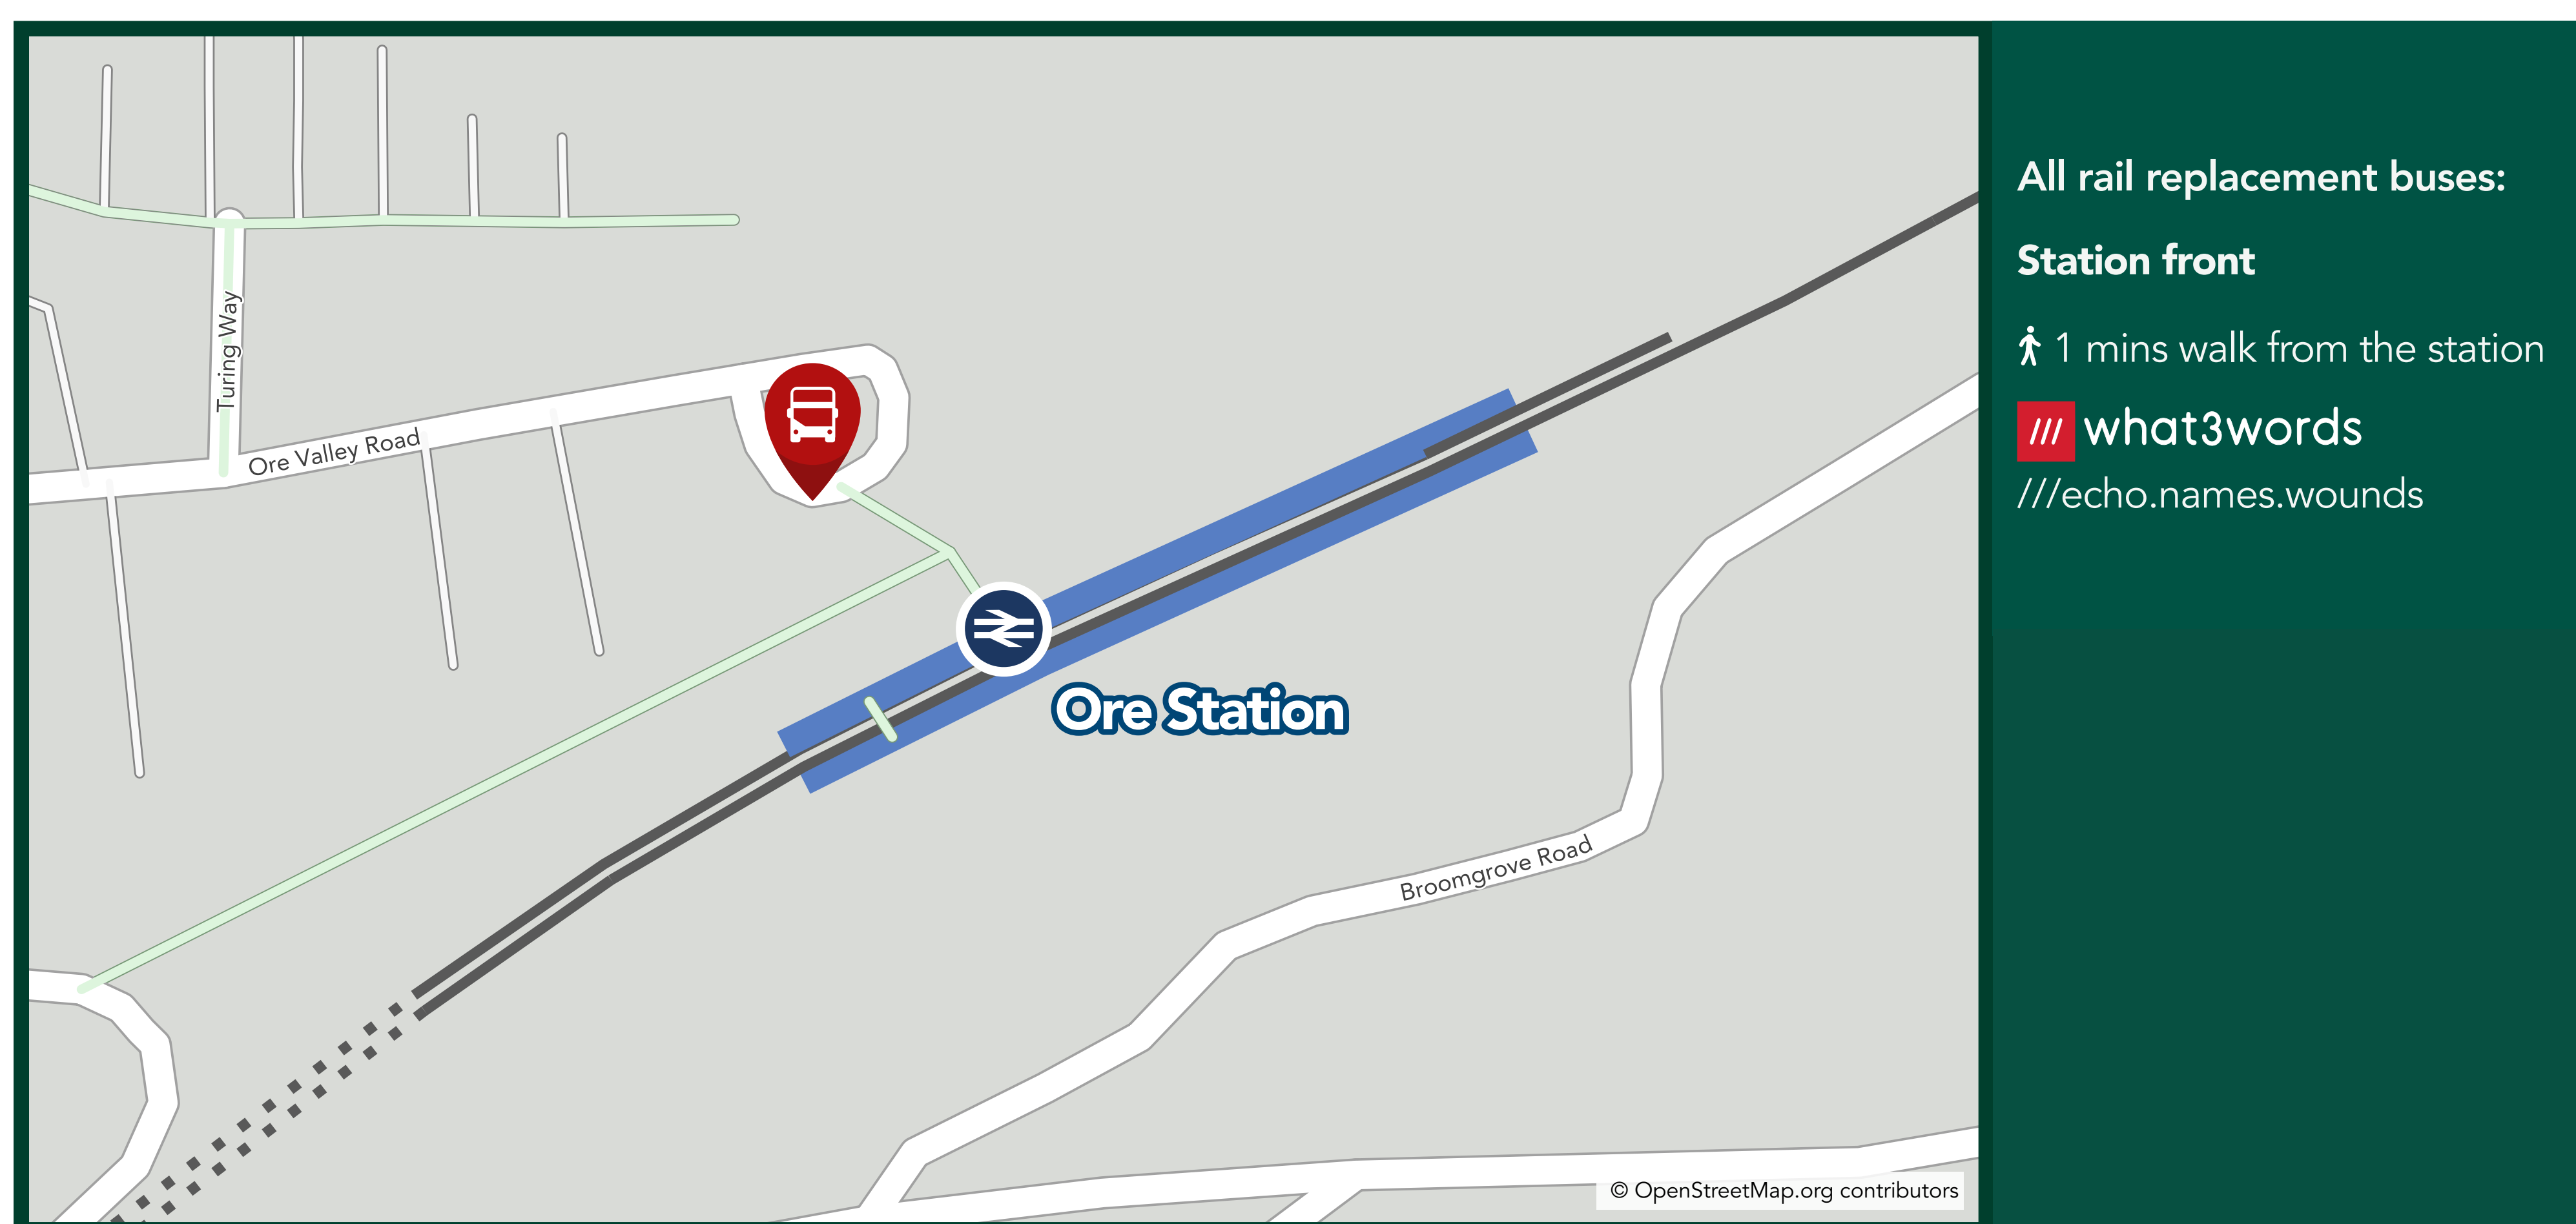 Turing Way
Ore Valley Road
Ore Station
Broomgrove Road
© OpenStreetMap.org contributors
All rail replacement buses:
Station front
1 mins walk from the station
what3words
///echo.names.wounds